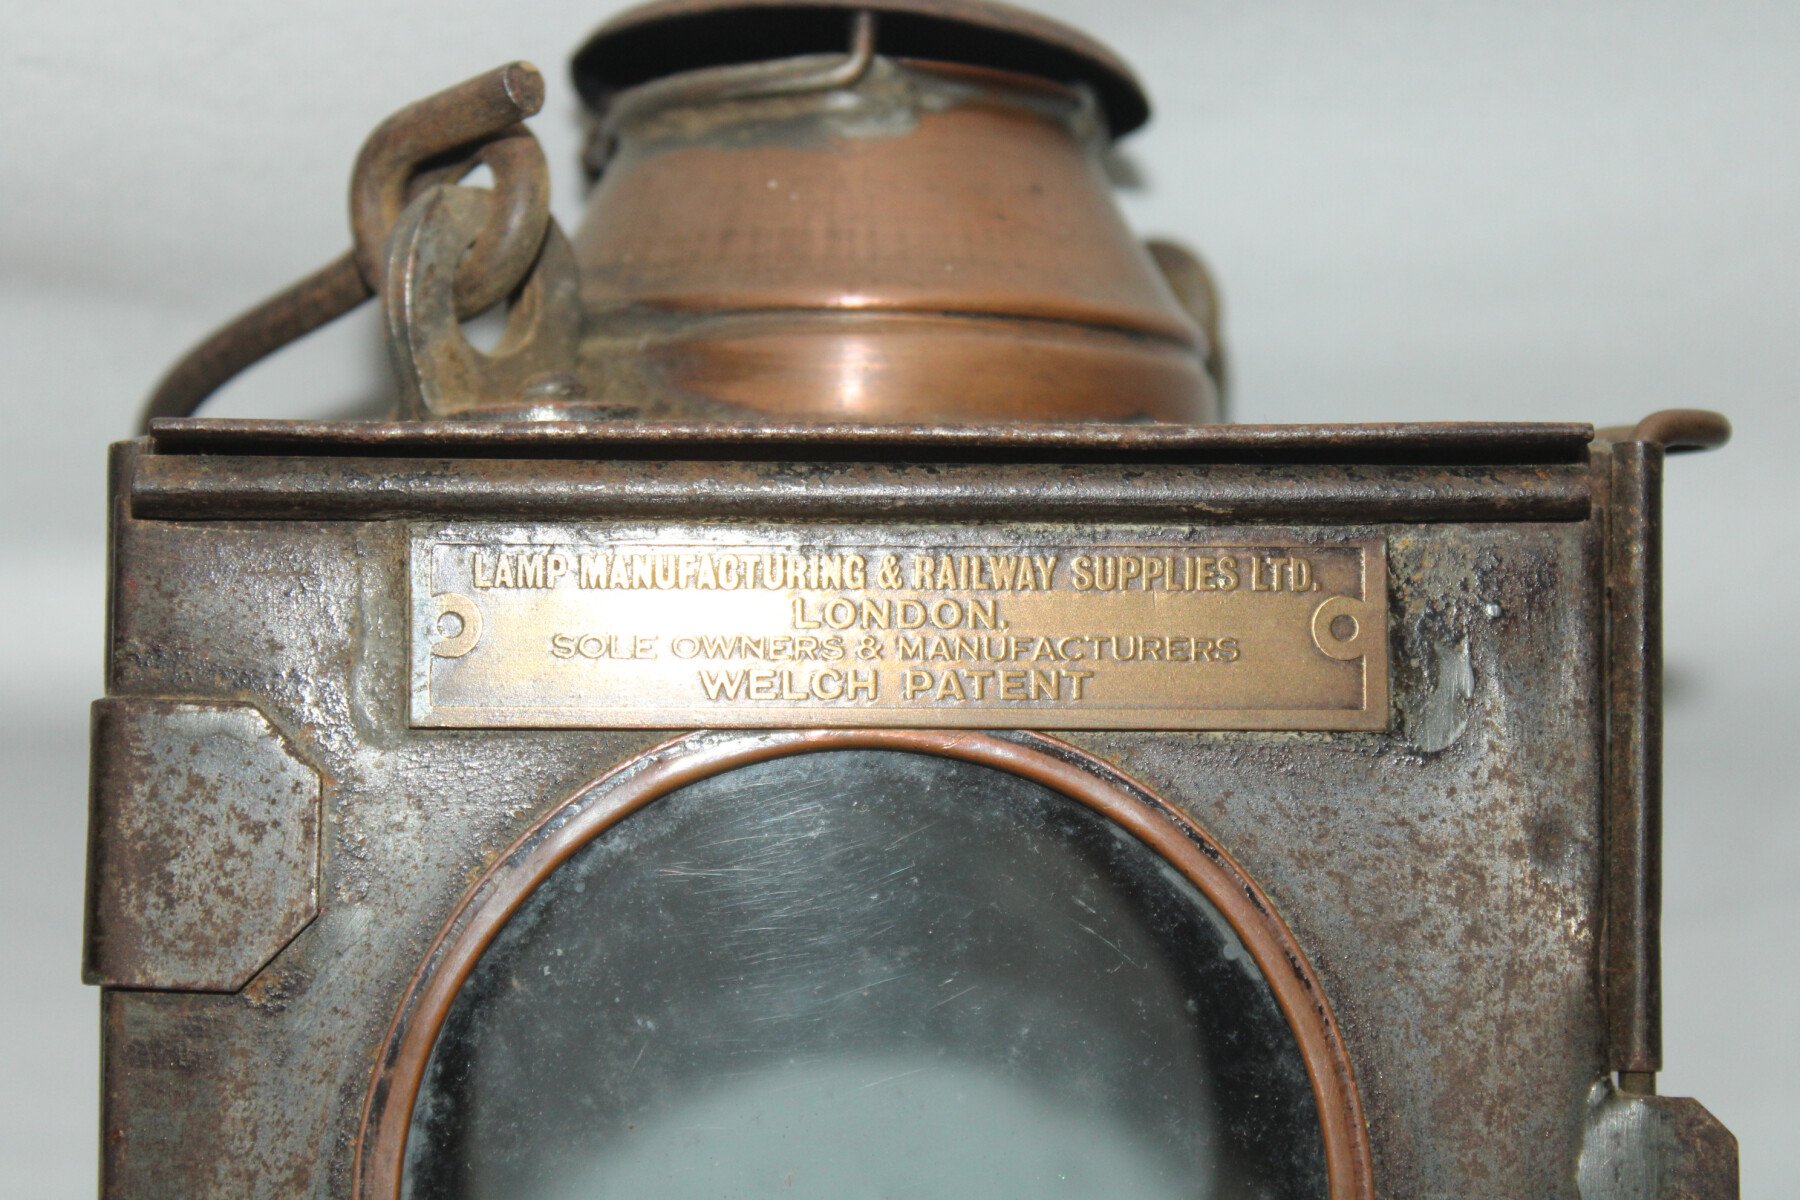 LAMP MANUFACTURING & RAILWAY SUPPLIES LTD.
LONDON.
SOLE OWNERS & MANUFACTURERS
WELCH PATENT